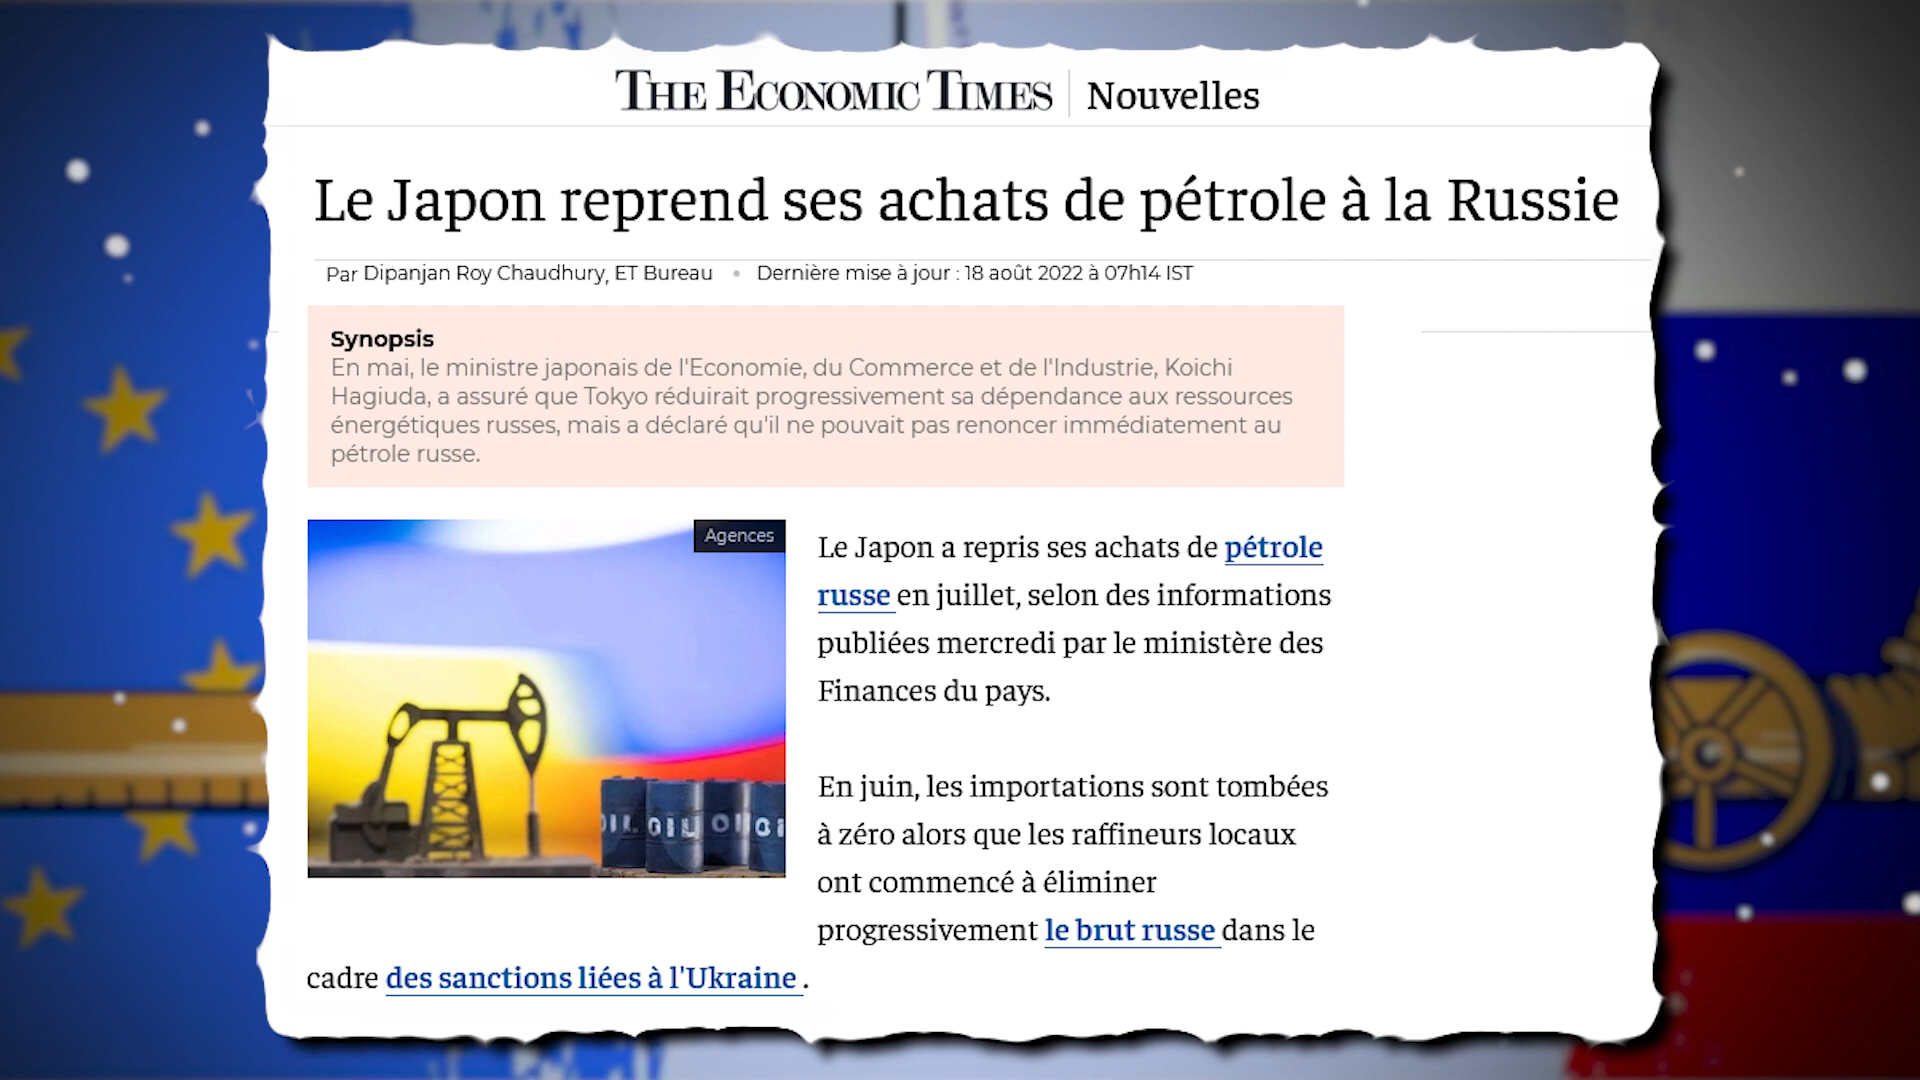 THE ECONOMIC TIMES | Nouvelles
Le Japon reprend ses achats de pétrole à la Russie
Par Dipanjan Roy Chaudhury, ET Bureau • Dernière mise à jour : 18 août 2022 à 07h14 IST
Synopsis
En mai, le ministre japonais de l'Economie, du Commerce et de l'Industrie, Koichi
Hagiuda, a assuré que Tokyo réduirait progressivement sa dépendance aux ressources
énergétiques russes, mais a déclaré qu'il ne pouvait pas renoncer immédiatement au
pétrole russe.
Agences
OIL OIL OIL OI
Le Japon a repris ses achats de pétrole
russe en juillet, selon des informations
publiées mercredi par le ministère des
Finances du pays.
En juin, les importations sont tombées
à zéro alors que les raffineurs locaux
ont commencé à éliminer
progressivement le brut russe dans le
cadre des sanctions liées à l'Ukraine .